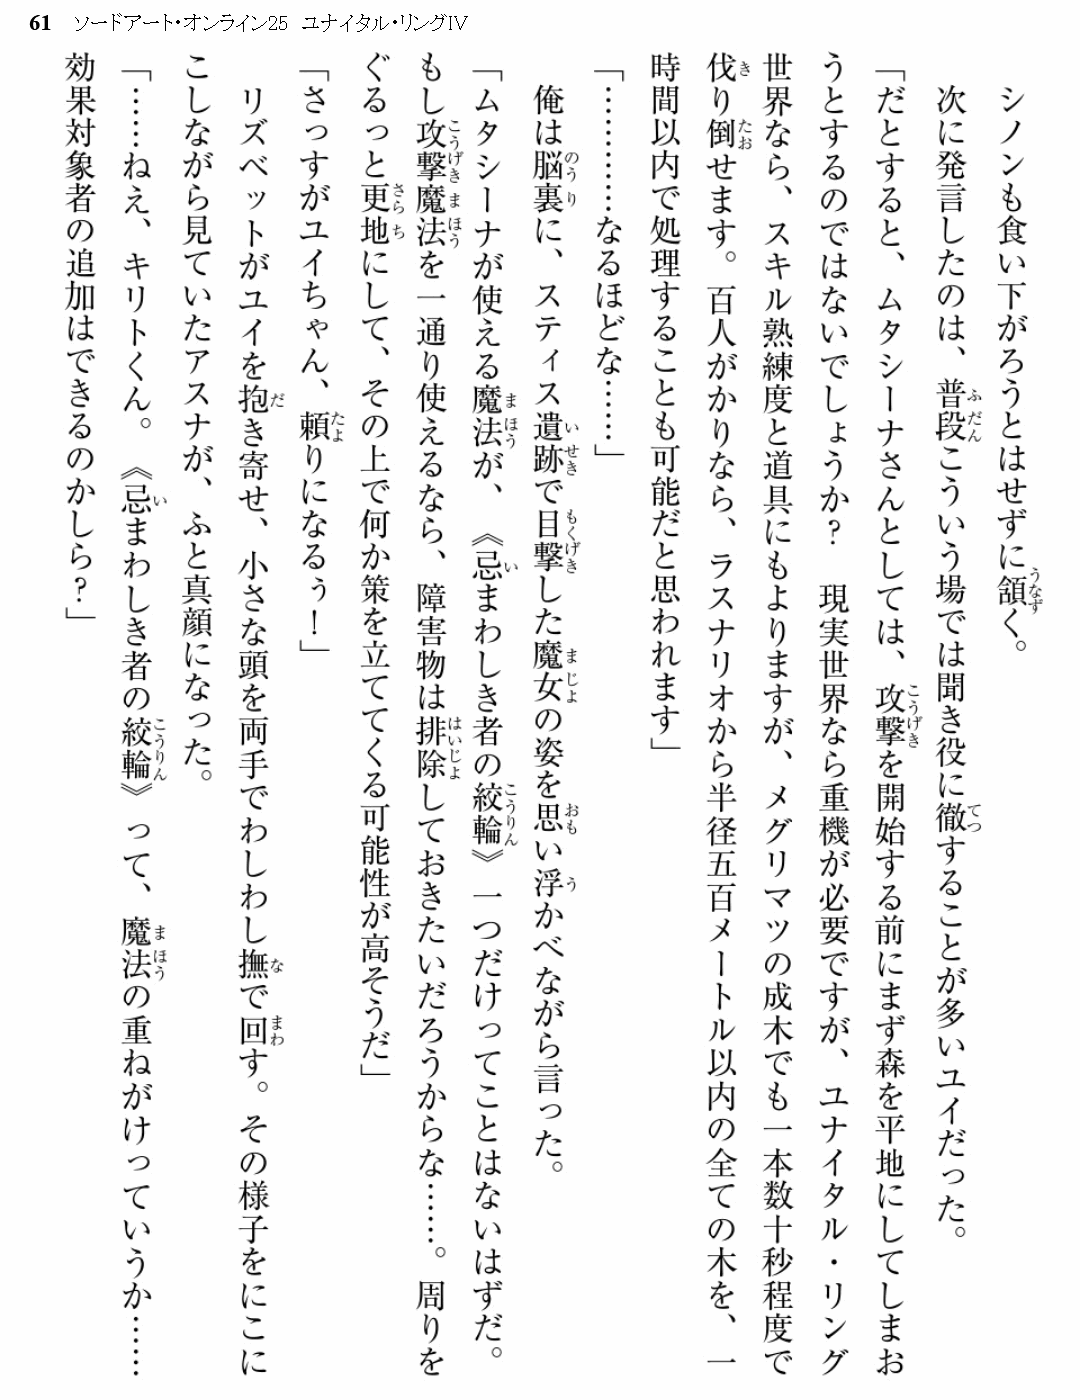 61 ソードアート・オンライン25 ユナイタル・リングⅣ
シノンも食い下がろうとはせずに頷く。
次に発言したのは、普段こういう場では聞き役に徹することが多いユイだった。
「だとすると、ムタシーナさんとしては、攻撃を開始する前にまず森を平地にしてしまお
うとするのではないでしょうか? 現実世界なら重機が必要ですが、ユナイタル・リング
世界なら、スキル熟練度と道具にもよりますが、メグリマツの成木でも一本数十秒程度で
伐り倒せます。百人がかりなら、ラスナリオから半径五百メートル以内の全ての木を、一
時間以内で処理することも可能だと思われます」
「…………なるほどな……」
俺は脳裏に、スティス遺跡で目撃した魔女の姿を思い浮かべながら言った。
「ムタシーナが使える魔法が、《忌まわしき者の絞輪》一つだけってことはないはずだ。
もし攻撃魔法を一通り使えるなら、障害物は排除しておきたいだろうからな……。周りを
ぐるっと更地にして、その上で何か策を立ててくる可能性が高そうだ」
「さっすがユイちゃん、頼りになるぅ!」
リズベットがユイを抱き寄せ、小さな頭を両手でわしわし撫で回す。その様子をにこに
こしながら見ていたアスナが、ふと真顔になった。
「……ねえ、キリトくん。《忌まわしき者の絞輪》って、魔法の重ねがけっていうか……
効果対象者の追加はできるのかしら?」